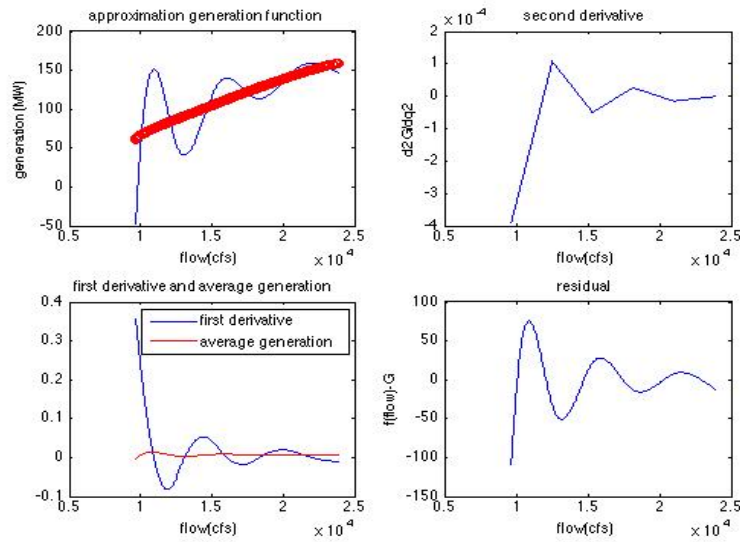 approximation generation function
200
150
100
50
0
-50
0.5 1 1.5 2 2.5
flow(cfs)
× 10^4
generation (MW)
× 10^-4
second derivative
2
1
0
-1
-2
-3
-4
0.5 1 1.5 2 2.5
flow(cfs)
× 10^4
d2G/dq2
first derivative and average generation
0.4
0.3
0.2
0.1
0
-0.1
0.5 1 1.5 2 2.5
flow(cfs)
× 10^4
first derivative
average generation
residual
100
50
0
-50
-100
-150
0.5 1 1.5 2 2.5
flow(cfs)
× 10^4
f(flow)-G